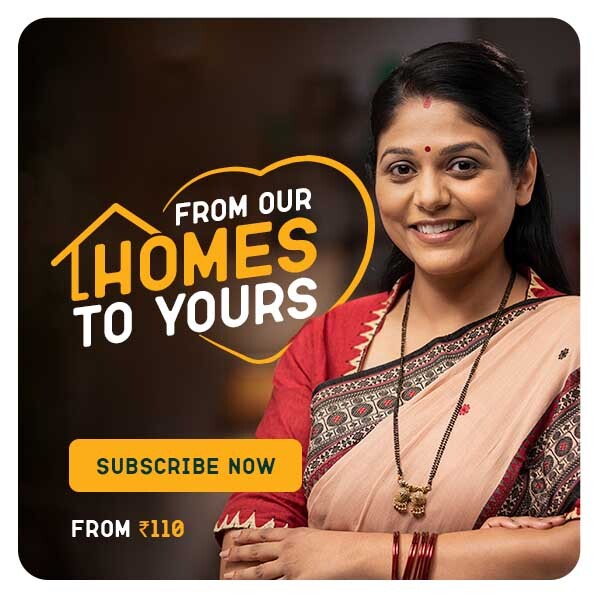 FROM OUR
HOMES
TO YOURS
SUBSCRIBE NOW
FROM ₹110